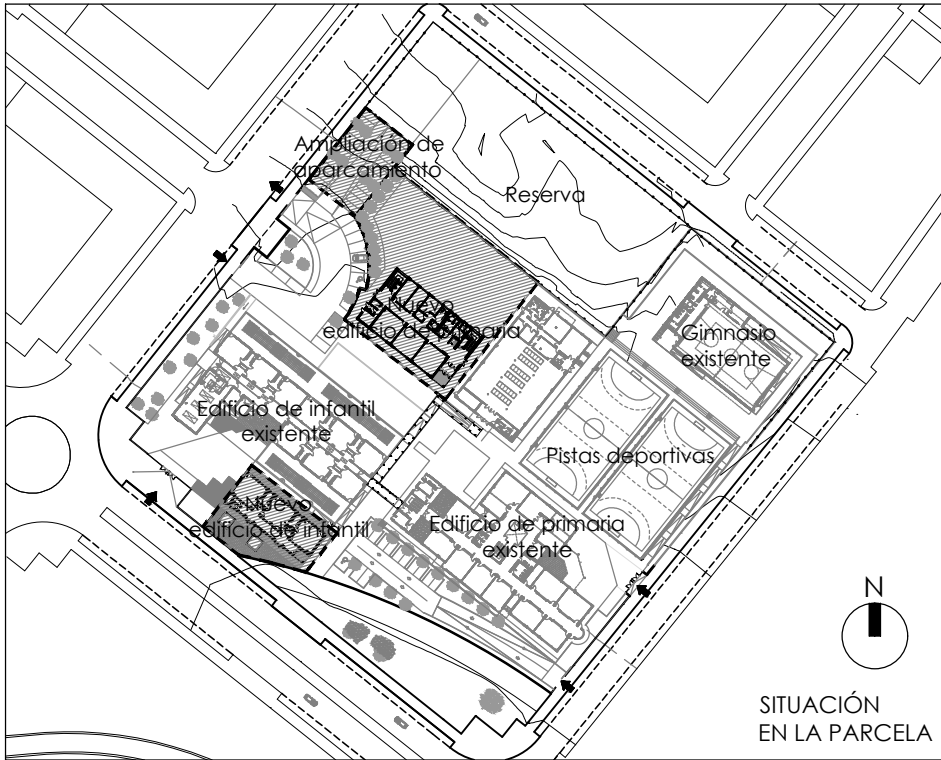 Ampliación de
aparcamiento
Reserva
edificio de primaria
Gimnasio
existente
Edificio de infantil
existente
Pistas deportivas
Nuevo
edificio de infantil
Edificio de primaria
existente
N
SITUACIÓN
EN LA PARCELA